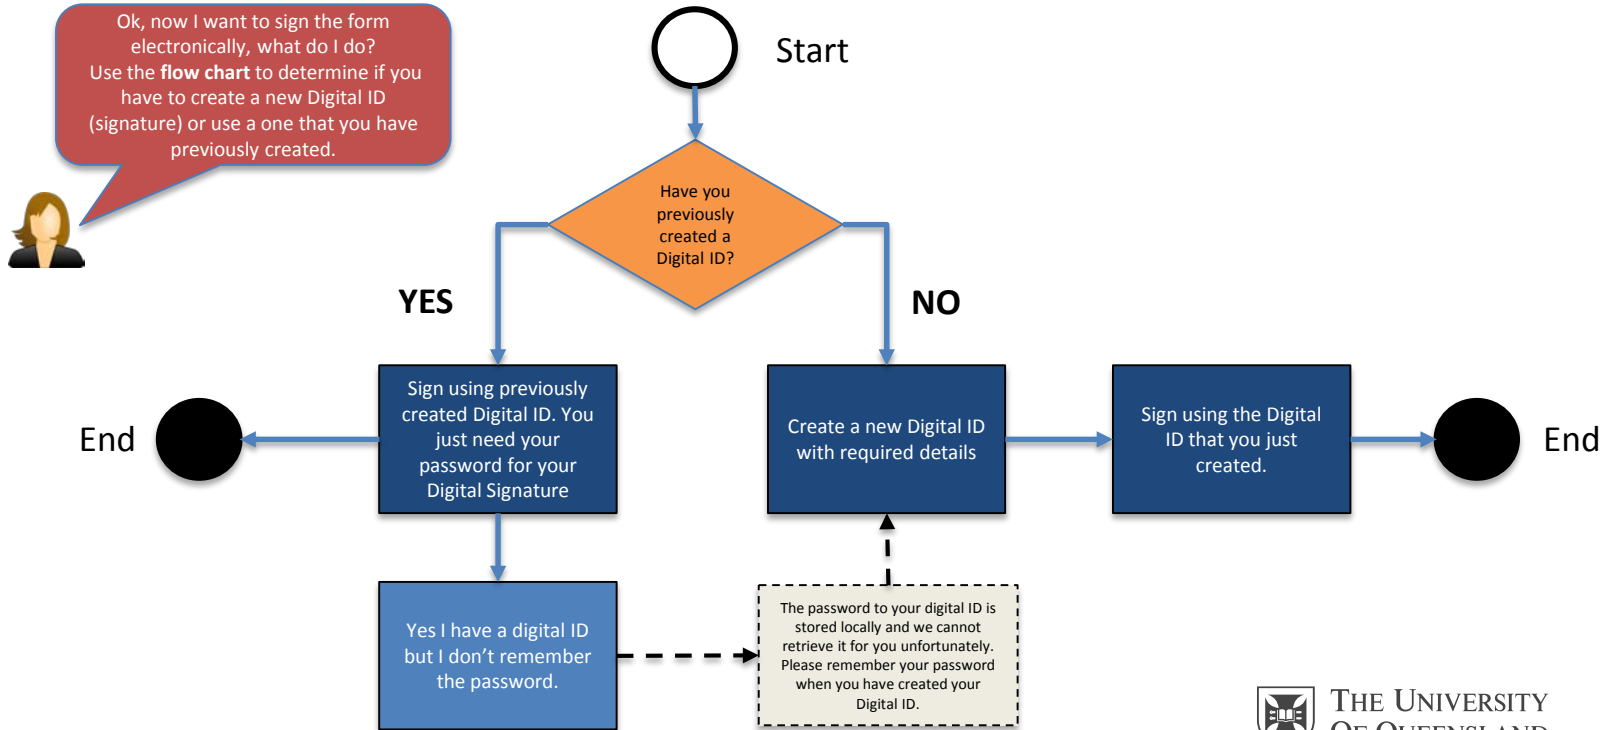 Ok, now I want to sign the form
electronically, what do I do?
Use the flow chart to determine if you
have to create a new Digital ID
(signature) or use a one that you have
previously created.
Start
Have you
previously
created a
Digital ID?
YES
NO
End
Sign using previously
created Digital ID. You
just need your
password for your
Digital Signature
Create a new Digital ID
with required details
Sign using the Digital
ID that you just
created.
End
Yes I have a digital ID
but I don’t remember
the password.
The password to your digital ID is
stored locally and we cannot
retrieve it for you unfortunately.
Please remember your password
when you have created your
Digital ID.
THE UNIVERSITY
OF QUEENSLAND